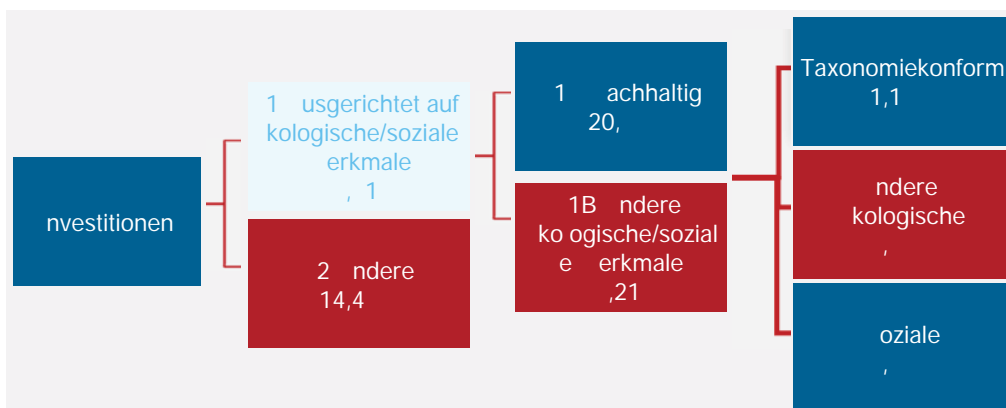 nvestitionen
1 usgerichtet auf
kologische/soziale
erkmale
, 1
2 ndere
14,4
1 achhaltig
20,
1B ndere
ko ogische/sozial
e erkmale
,21
Taxonomiekonform
1,1
ndere
kologische
,
oziale
,